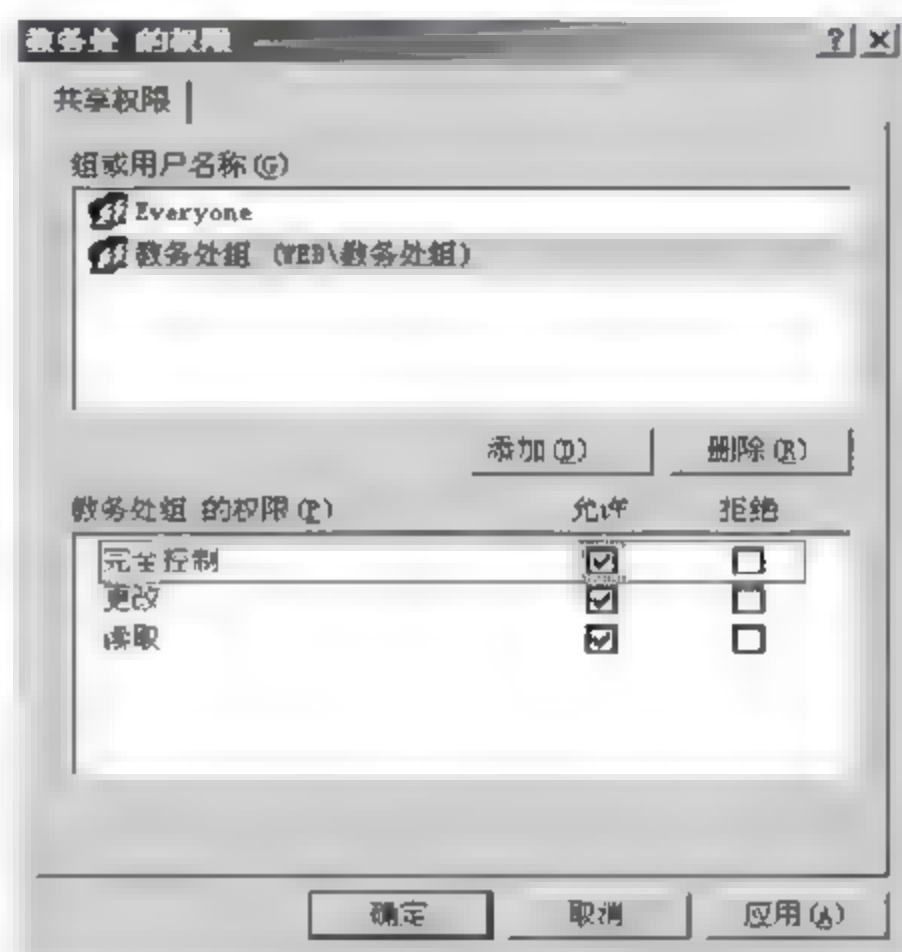 教务处 的权限
共享权限
组或用户名称(G)
Everyone
教务处组 (WEB\教务处组)
添加(D)
删除(R)
教务处组 的权限(P)
允许
拒绝
完全控制
更改
读取
确定
取消
应用(A)